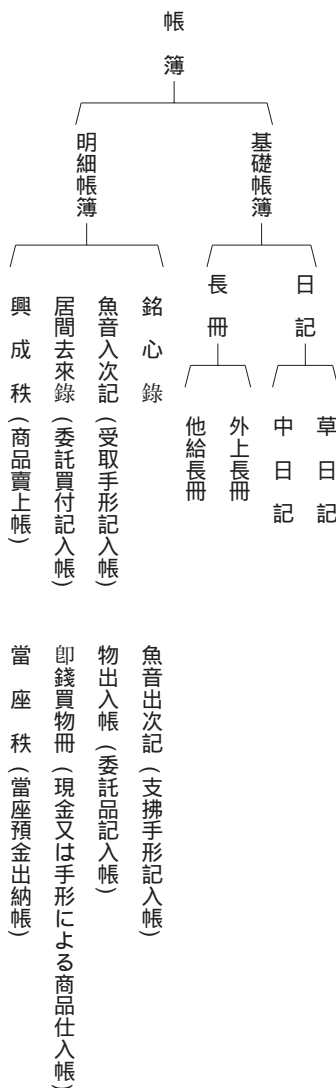 帳簿
基礎帳簿
日記
草日記
中日記
長冊
外上長冊
他給長冊
明細帳簿
銘心錄
魚音入次記(受取手形記入帳)
居間去來錄(委託買付記入帳)
興成秩(商品賣上帳)
魚音出次記(支拂手形記入帳)
物出入帳(委託品記入帳)
卽錢買物冊(現金又は手形による商品仕入帳)
當座秩(當座預金出納帳)